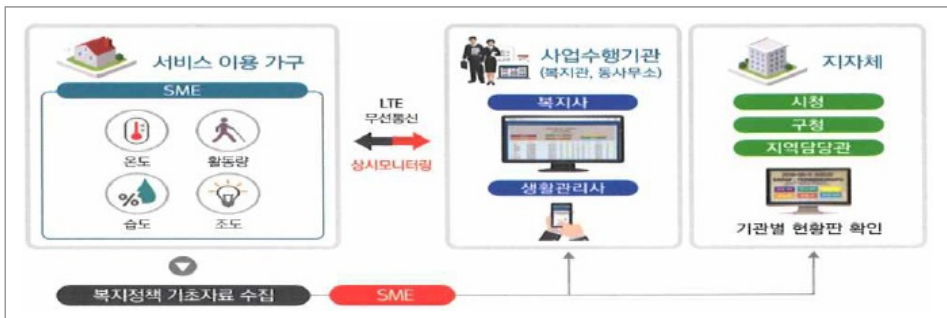 서비스 이용 가구
SME
온도
활동량
%
습도
조도
LTE
무선통신
상시모니터링
사업수행기관
(복지관, 동사무소)
복지사
생활관리사
지자체
시청
구청
지역담당관
기관별 현황판 확인
복지정책 기초자료 수집
SME